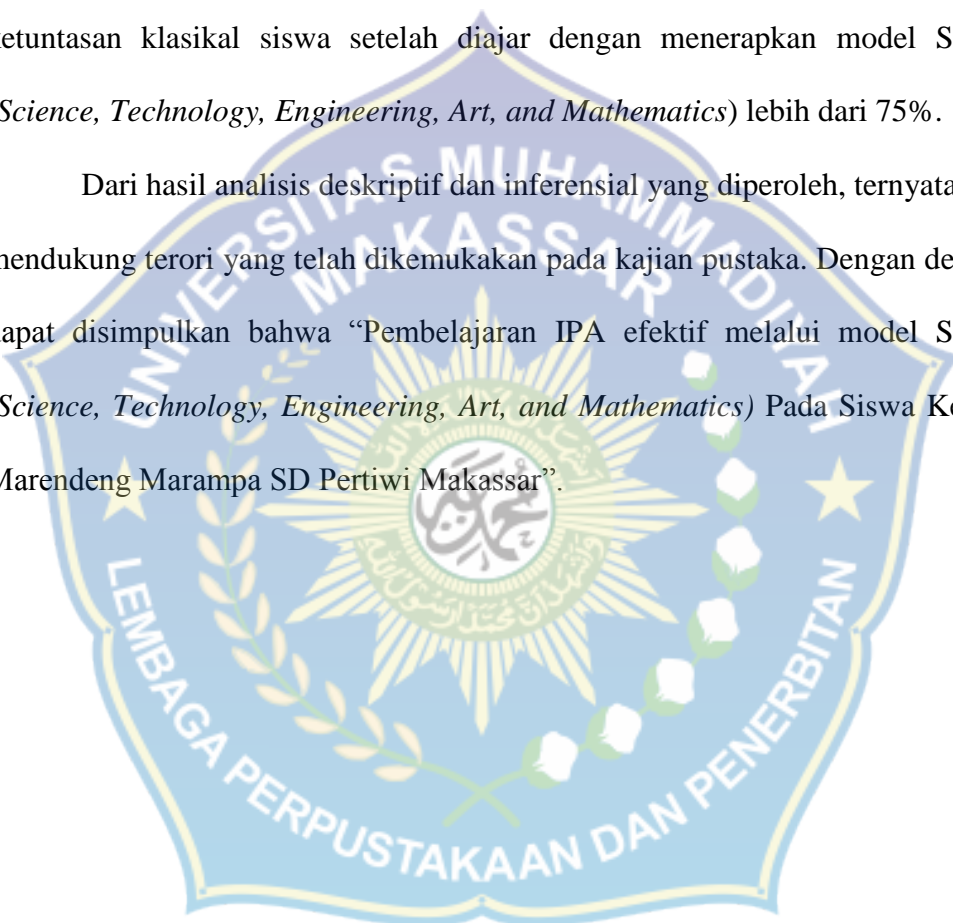 ketuntasan klasikal siswa setelah diajar dengan menerapkan model S
Science, Technology, Engineering, Art, and Mathematics) lebih dari 75%.
Dari hasil analisis deskriptif dan inferensial yang diperoleh, ternyata
mendukung terori yang telah dikemukakan pada kajian pustaka. Dengan de
dapat disimpulkan bahwa “Pembelajaran IPA efektif melalui model S
Science, Technology, Engineering, Art, and Mathematics) Pada Siswa Ke
Marendeng Marampa SD Pertiwi Makassar”.
UNIVERSITAS MUHAMMADIYAH
MAKASSAR
LEMBAGA PERPUSTAKAAN DAN PENERBITAN